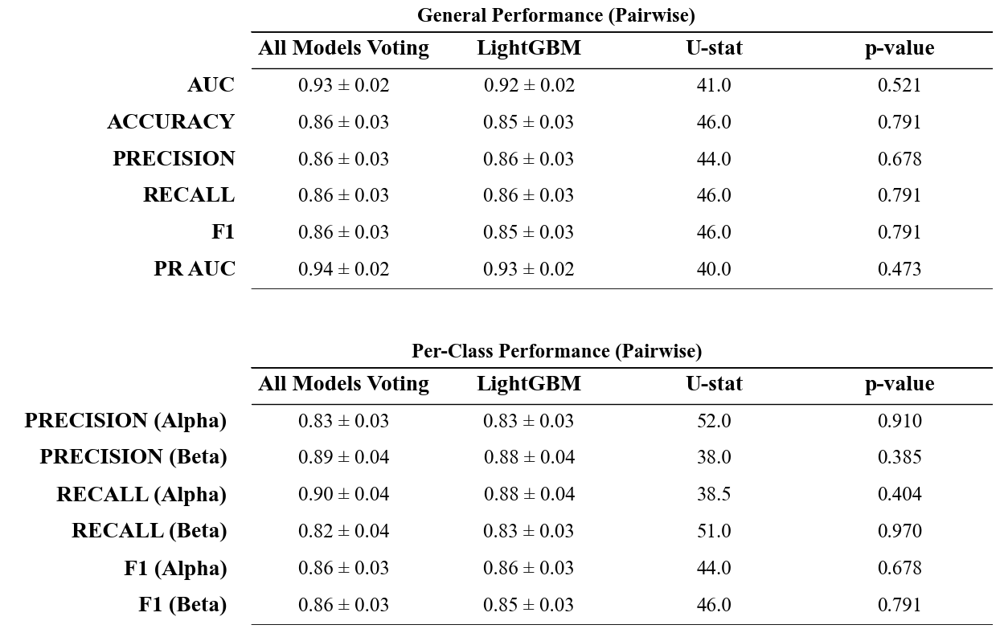 General Performance (Pairwise)
All Models Voting LightGBM U-stat p-value
AUC 0.93 ± 0.02 0.92 ± 0.02 41.0 0.521
ACCURACY 0.86 ± 0.03 0.85 ± 0.03 46.0 0.791
PRECISION 0.86 ± 0.03 0.86 ± 0.03 44.0 0.678
RECALL 0.86 ± 0.03 0.86 ± 0.03 46.0 0.791
F1 0.86 ± 0.03 0.85 ± 0.03 46.0 0.791
PR AUC 0.94 ± 0.02 0.93 ± 0.02 40.0 0.473
Per-Class Performance (Pairwise)
All Models Voting LightGBM U-stat p-value
PRECISION (Alpha) 0.83 ± 0.03 0.83 ± 0.03 52.0 0.910
PRECISION (Beta) 0.89 ± 0.04 0.88 ± 0.04 38.0 0.385
RECALL (Alpha) 0.90 ± 0.04 0.88 ± 0.04 38.5 0.404
RECALL (Beta) 0.82 ± 0.04 0.83 ± 0.03 51.0 0.970
F1 (Alpha) 0.86 ± 0.03 0.86 ± 0.03 44.0 0.678
F1 (Beta) 0.86 ± 0.03 0.85 ± 0.03 46.0 0.791